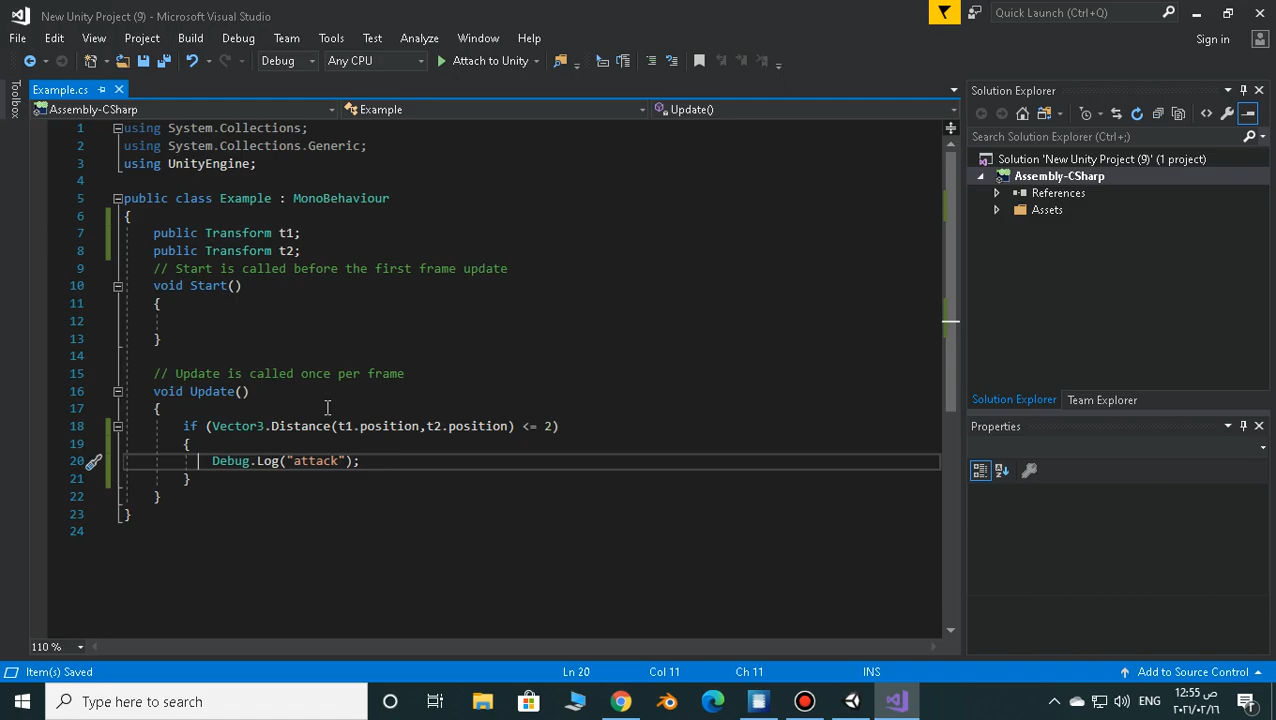 New Unity Project (9) - Microsoft Visual Studio
Quick Launch (Ctrl+Q)
File Edit View Project Build Debug Team Tools Test Analyze Window Help
Sign in
Debug Any CPU Attach to Unity
Toolbox
Example.cs
Assembly-CSharp Example Update()
1 using System.Collections;
2 using System.Collections.Generic;
3 using UnityEngine;
4
5 public class Example : MonoBehaviour
6 {
7 public Transform t1;
8 public Transform t2;
9 // Start is called before the first frame update
10 void Start()
11 {
12
13 }
14
15 // Update is called once per frame
16 void Update()
17 {
18 if (Vector3.Distance(t1.position,t2.position) <= 2)
19 {
20 Debug.Log("attack");
21 }
22 }
23 }
24
110 %
Solution Explorer
Search Solution Explorer (Ctrl+;)
Solution 'New Unity Project (9)' (1 project)
Assembly-CSharp
References
Assets
Solution Explorer Team Explorer
Properties
Item(s) Saved Ln 20 Col 11 Ch 11 INS Add to Source Control
Type here to search
ENG
12:55 ص
٢٠٢١/٠٢/١٦